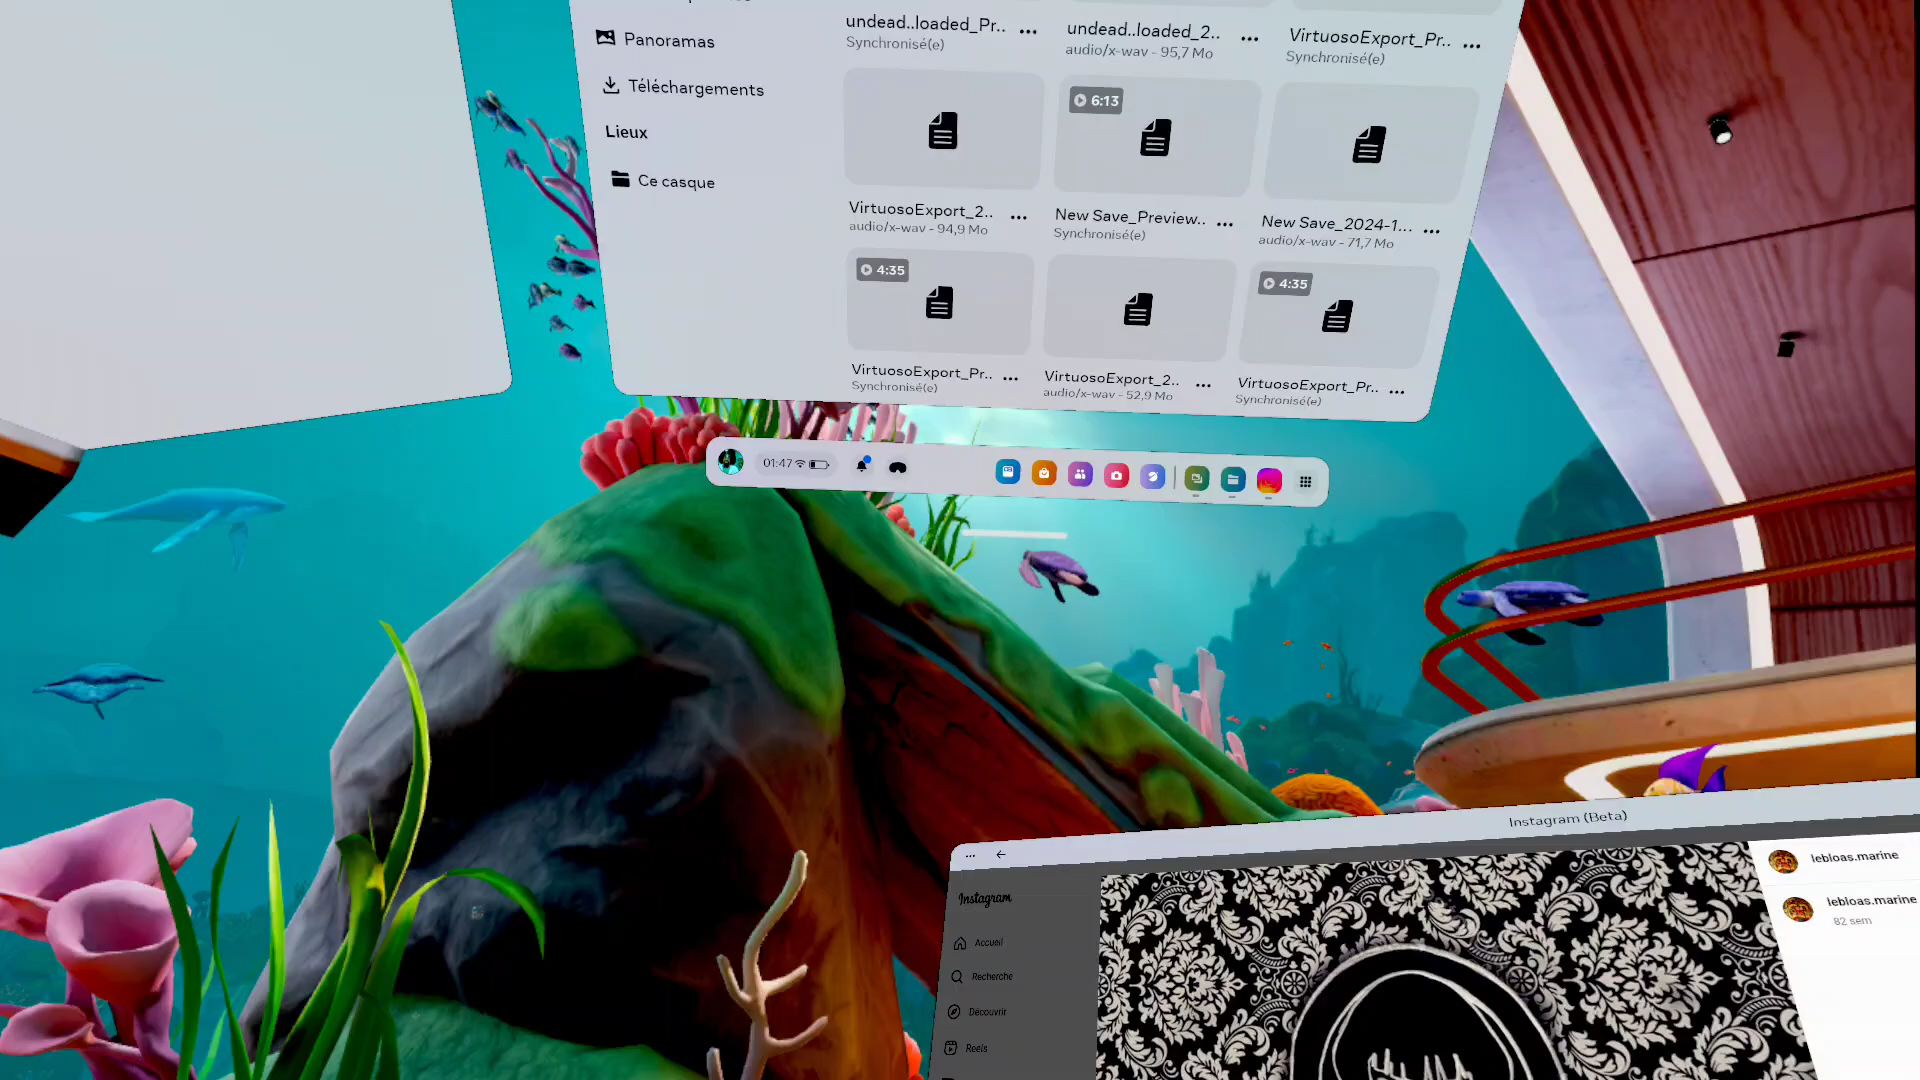 Panoramas
Téléchargements
Lieux
Ce casque
undead..loaded_Pr..
Synchronisé(e)
undead..loaded_2..
audio/x-wav - 95,7 Mo
VirtuosoExport_Pr..
Synchronisé(e)
6:13
VirtuosoExport_2..
audio/x-wav - 94,9 Mo
New Save_Preview..
Synchronisé(e)
New Save_2024-1...
audio/x-wav - 71,7 Mo
4:35
4:35
VirtuosoExport_Pr..
Synchronisé(e)
VirtuosoExport_2..
audio/x-wav - 52,9 Mo
VirtuosoExport_Pr..
Synchronisé(e)
01:47
Instagram (Beta)
Instagram
Accueil
Recherche
Découvrir
Reels
lebloas.marine
lebloas.marine
82 sem